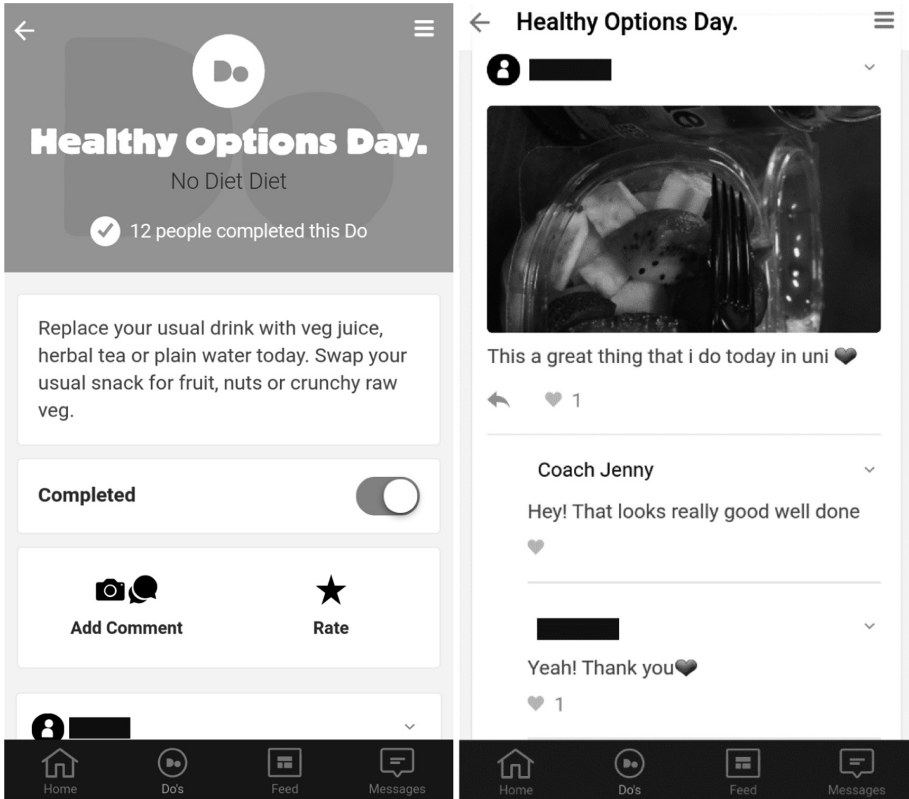 Do
Healthy Options Day.
No Diet Diet
12 people completed this Do
Replace your usual drink with veg juice,
herbal tea or plain water today. Swap your
usual snack for fruit, nuts or crunchy raw
veg.
Completed
Add Comment
Rate
Home
Do's
Feed
Messages
Healthy Options Day.
This a great thing that i do today in uni
1
Coach Jenny
Hey! That looks really good well done
Yeah! Thank you
1
Home
Do's
Feed
Messages